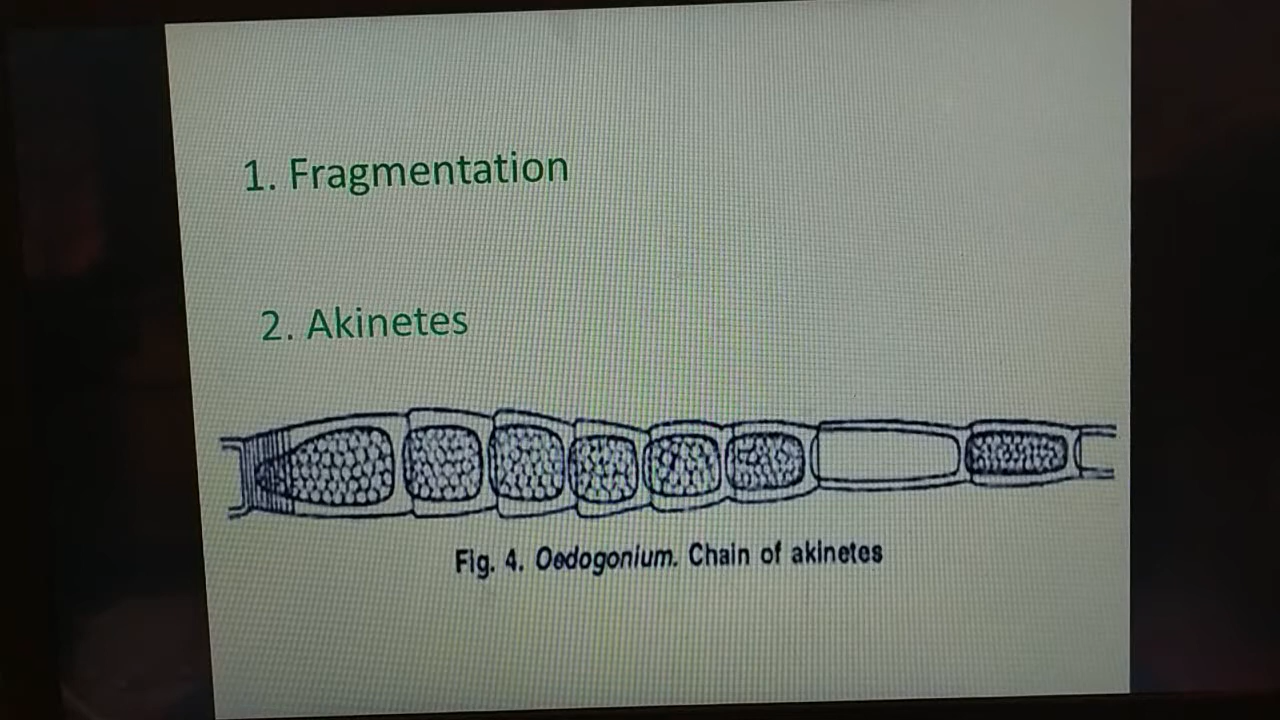 1. Fragmentation
2. Akinetes
Fig. 4. Oedogonium. Chain of akinetes